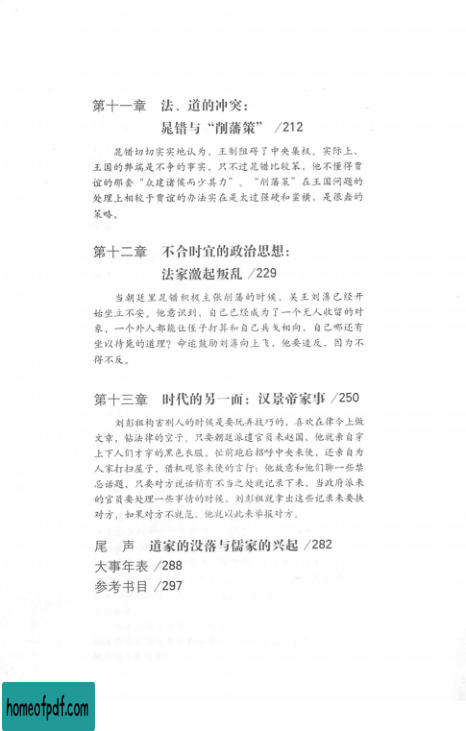 第十一章 法、道的冲突：
晁错与“削藩策” /212
晁错切切实实地认为，王制阻碍了中央集权。实际上，
王国的弊端是不争的事实，只不过晁错比较笨，他不懂得贾
谊的那套“众建诸侯而少其力”。“削藩策”在王国问题的
处理上相较于贾谊的办法实在是太过强硬和蛮横，是很蠢的
策略。
第十二章 不合时宜的政治思想：
法家激起叛乱 /229
当朝廷里晁错积极主张削藩的时候，吴王刘濞已经开
始坐立不安。他意识到，自己已经成为了一个无人收留的对
象，一个外人都能让侄子打算和自己兵戈相向，自己哪还有
坐以待毙的道理？命运鼓励刘濞向上飞，他要造反，因为不
得不反。
第十三章 时代的另一面：汉景帝家事 /250
刘彭祖构害别人的时候是要玩弄技巧的，喜欢在律令上做
文章，钻法律的空子。只要朝廷派遣官员来赵国，他就亲自穿
上下人们才穿的黑色衣服，忙前跑后招呼中央来使，还亲自为
人家打扫屋子，借机观察来使的言行；他故意和他们聊一些禁
忌话题，只要对方说话稍有不当之处就记录下来。当政府派来
的官员要处理一些事情的时候，刘彭祖就拿出这些记录来要挟
对方，如果对方不就范，他就以此来举报对方。
尾 声 道家的没落与儒家的兴起 /282
大事年表 /288
参考书目 /297
homeofpdf.com